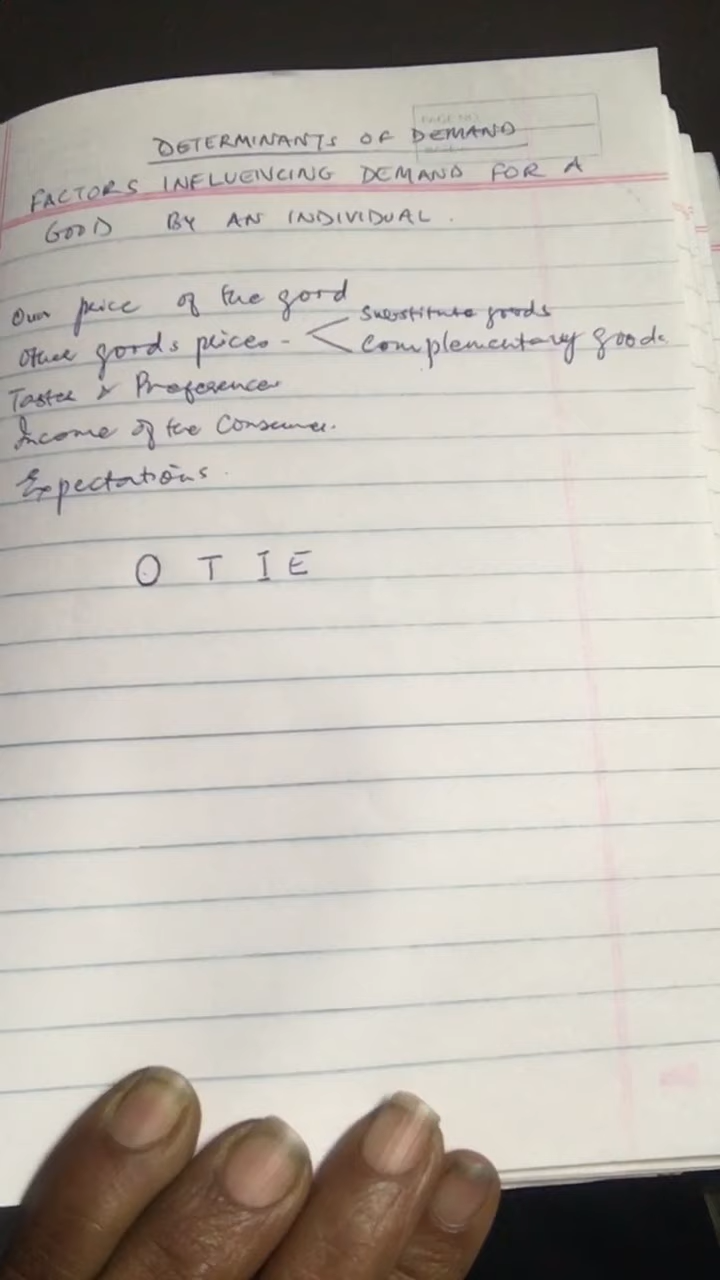 DETERMINANTS OF DEMAND
FACTORS INFLUENCING DEMAND FOR A
GOOD BY AN INDIVIDUAL.
Own price of the good
Other goods prices - < Substitute goods
Complementary goods
Tastes & Preferences
Income of the Consumer.
Expectations.
O T I E